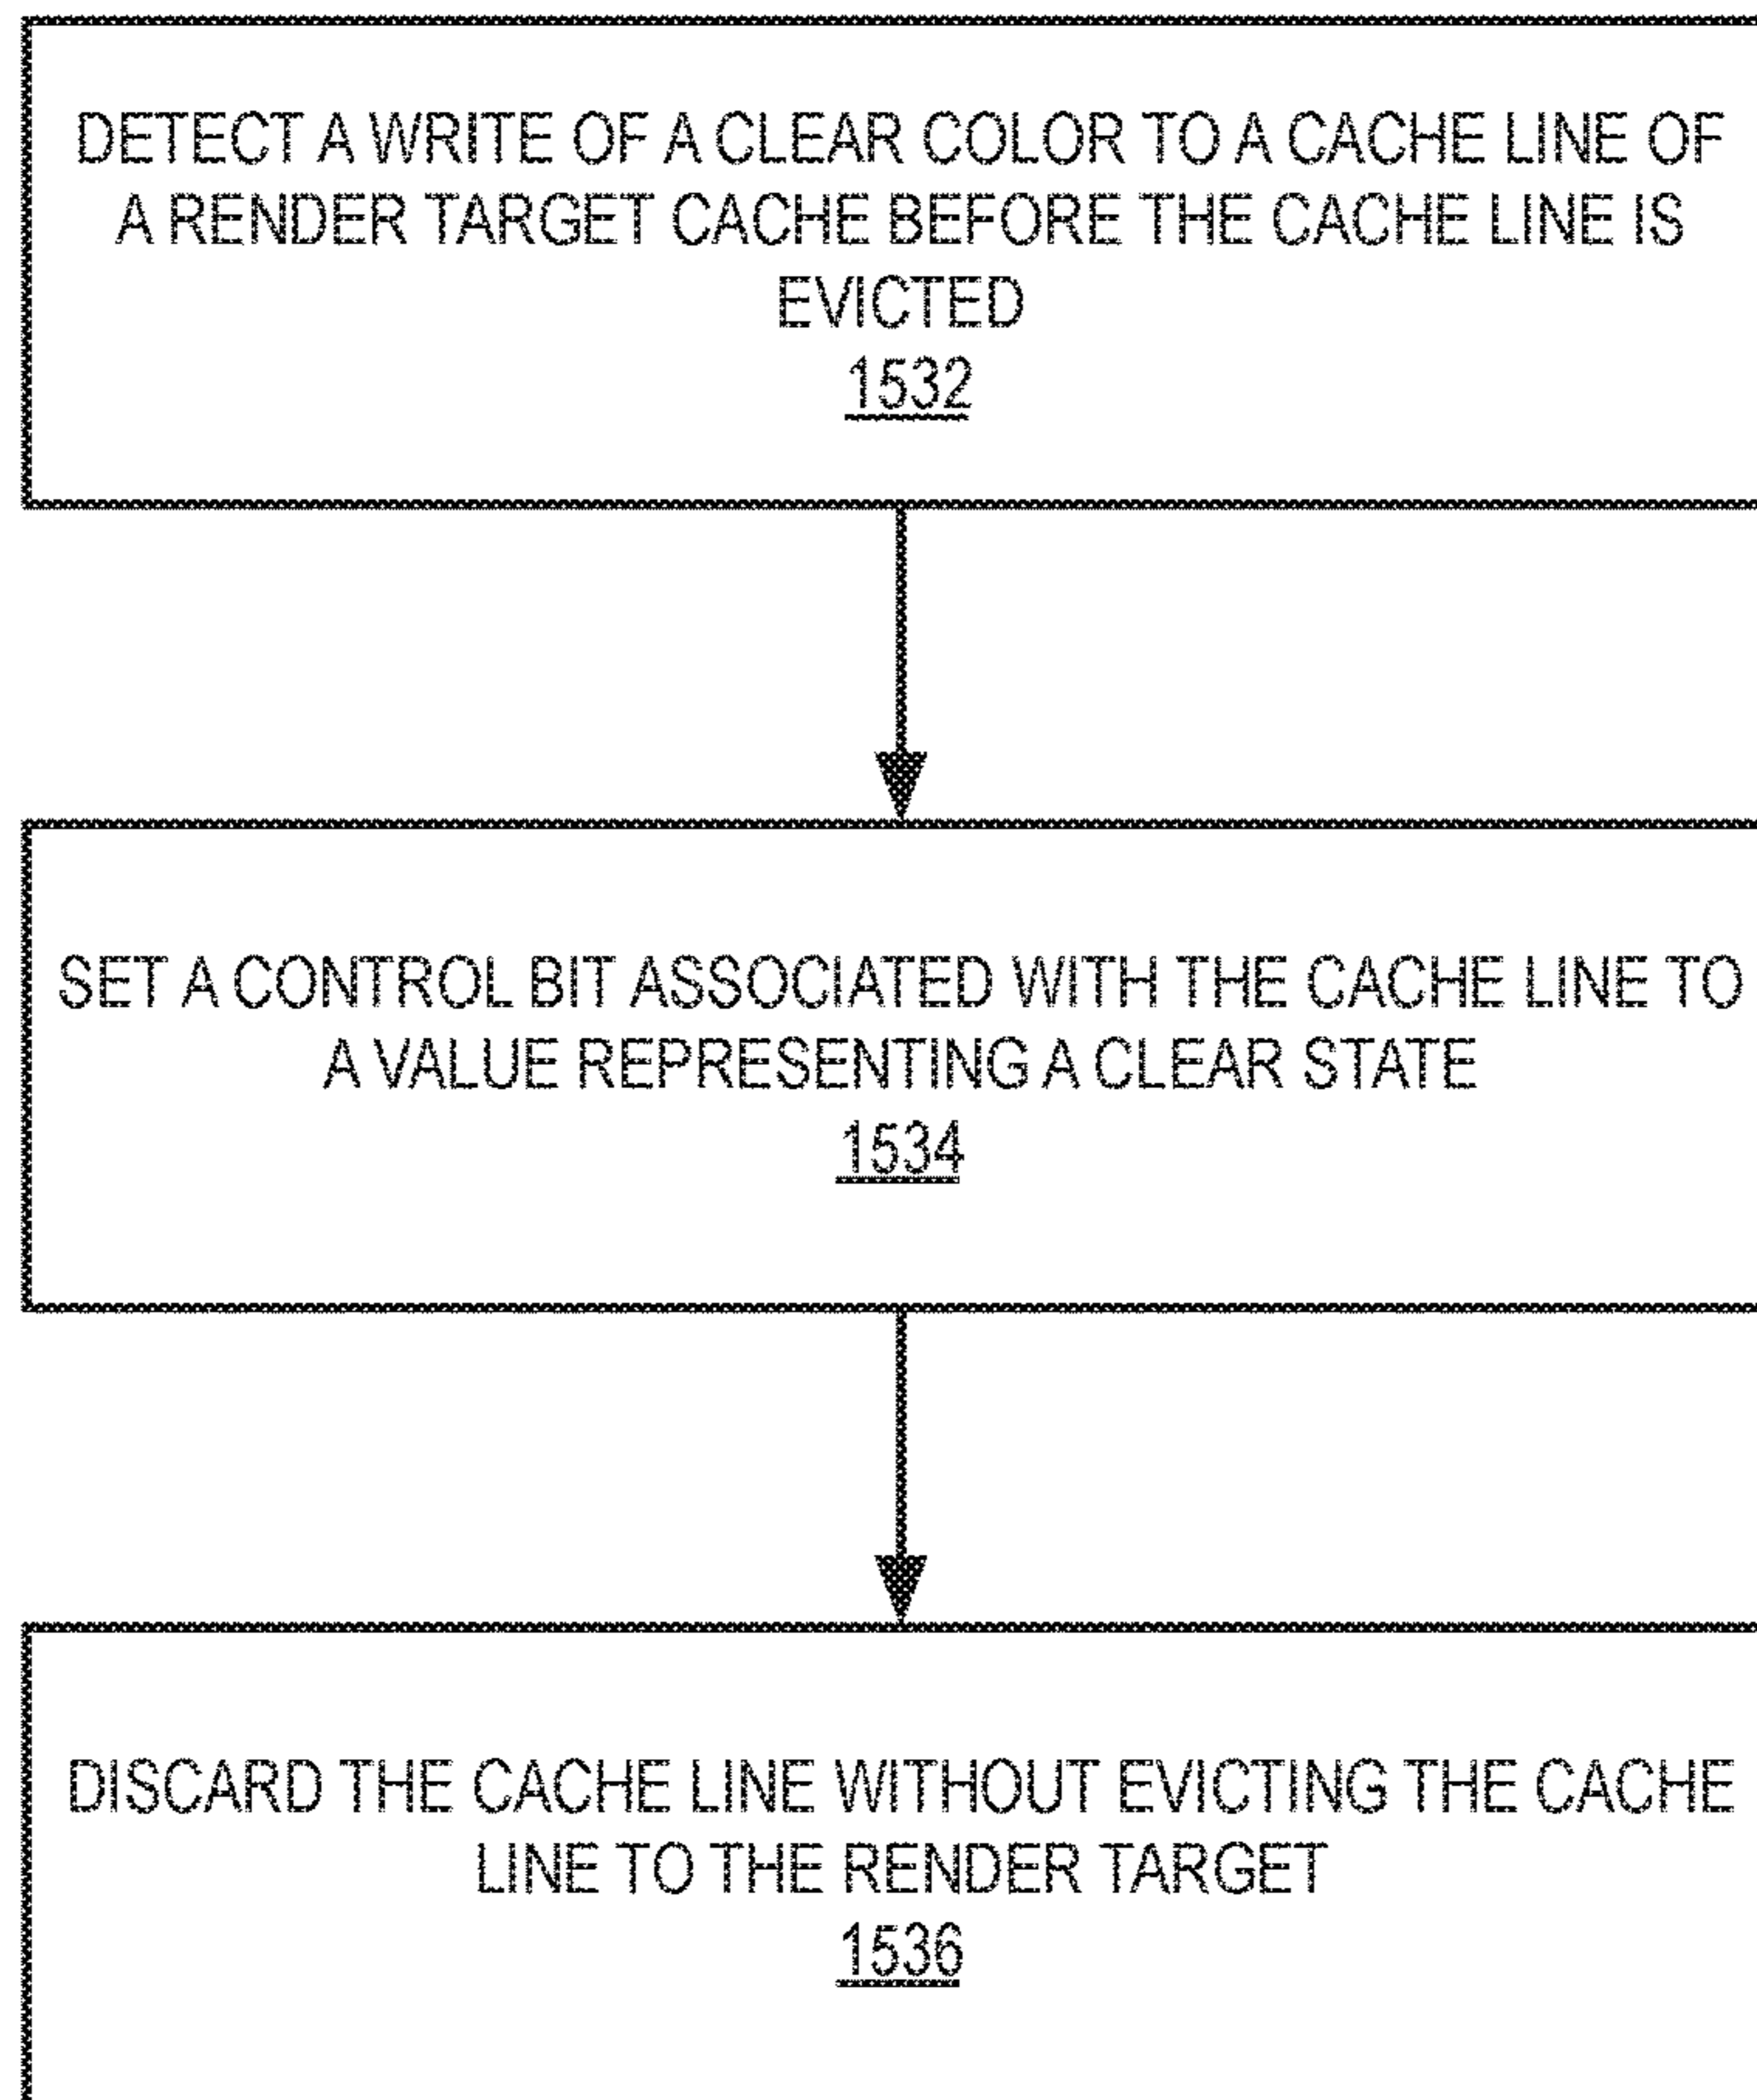 DETECT A WRITE OF A CLEAR COLOR TO A CACHE LINE OF
A RENDER TARGET CACHE BEFORE THE CACHE LINE IS
EVICTED
1532
SET A CONTROL BIT ASSOCIATED WITH THE CACHE LINE TO
A VALUE REPRESENTING A CLEAR STATE
1534
DISCARD THE CACHE LINE WITHOUT EVICTING THE CACHE
LINE TO THE RENDER TARGET
1536